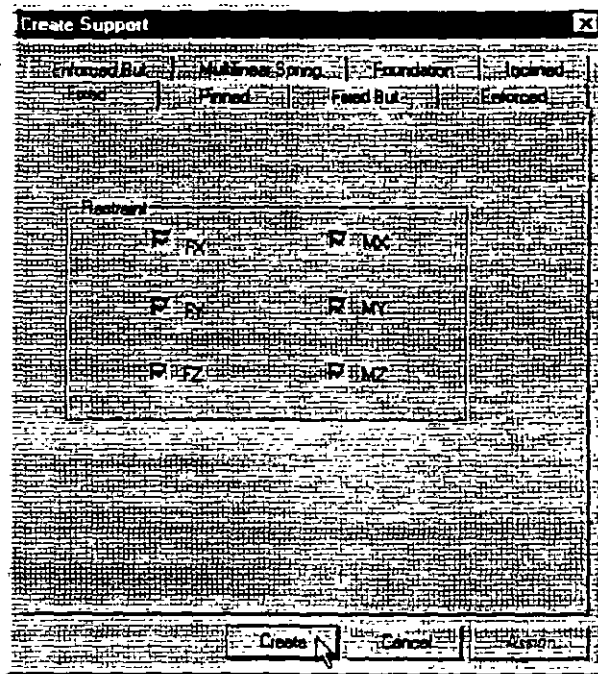 Create Support
Enforced But Multilinear Spring Foundation Inclined
Fixed Pinned Fixed But Enforced
Restraint
FX MX
FY MY
FZ MZ
Create Cancel Assign